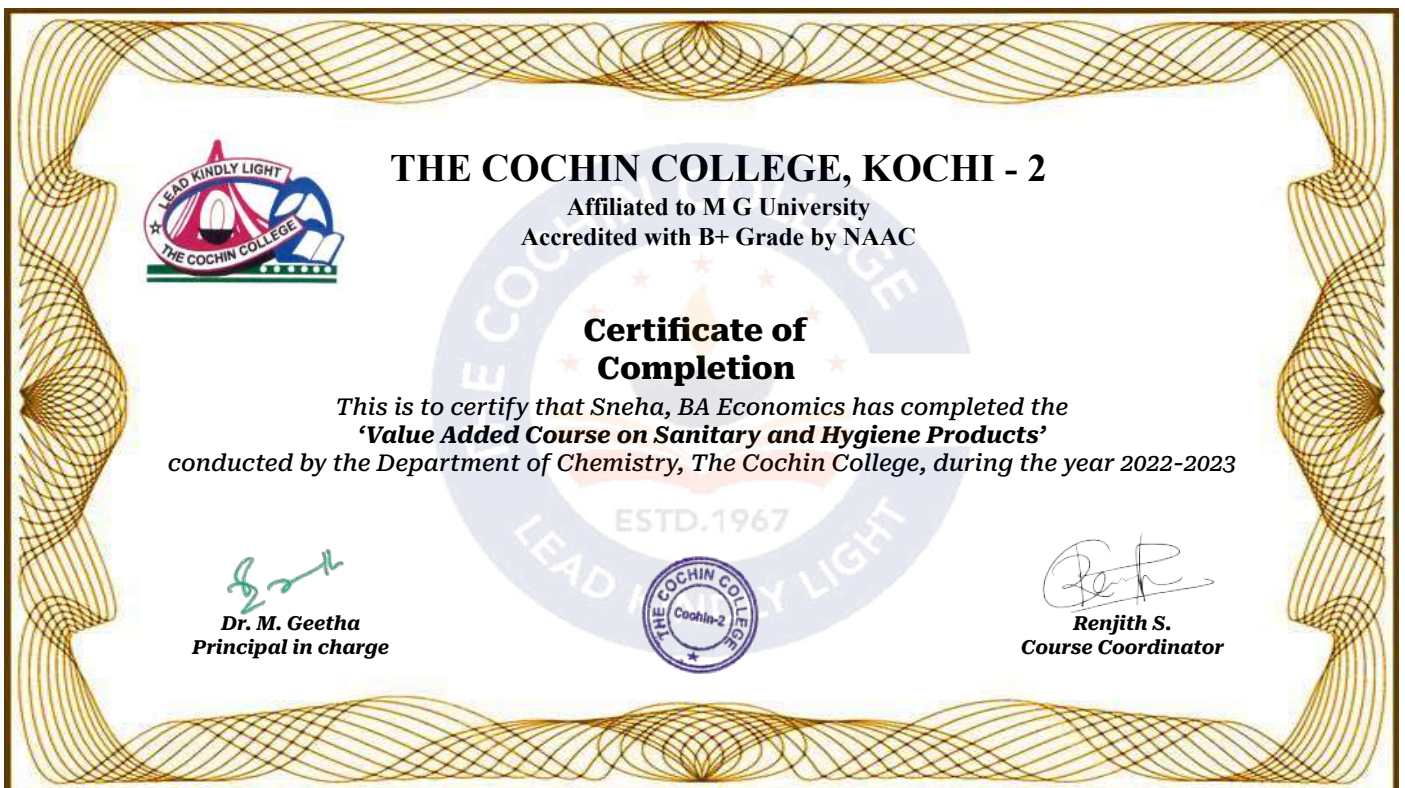 LEAD KINDLY LIGHT
THE COCHIN COLLEGE
THE COCHIN COLLEGE, KOCHI - 2
Affiliated to M G University
Accredited with B+ Grade by NAAC
THE COCHIN COLLEGE
Certificate of
Completion
This is to certify that Sneha, BA Economics has completed the
‘Value Added Course on Sanitary and Hygiene Products’
conducted by the Department of Chemistry, The Cochin College, during the year 2022-2023
ESTD.1967
LEAD KINDLY LIGHT
THE COCHIN COLLEGE
Cochin-2
Dr. M. Geetha
Principal in charge
Renjith S.
Course Coordinator